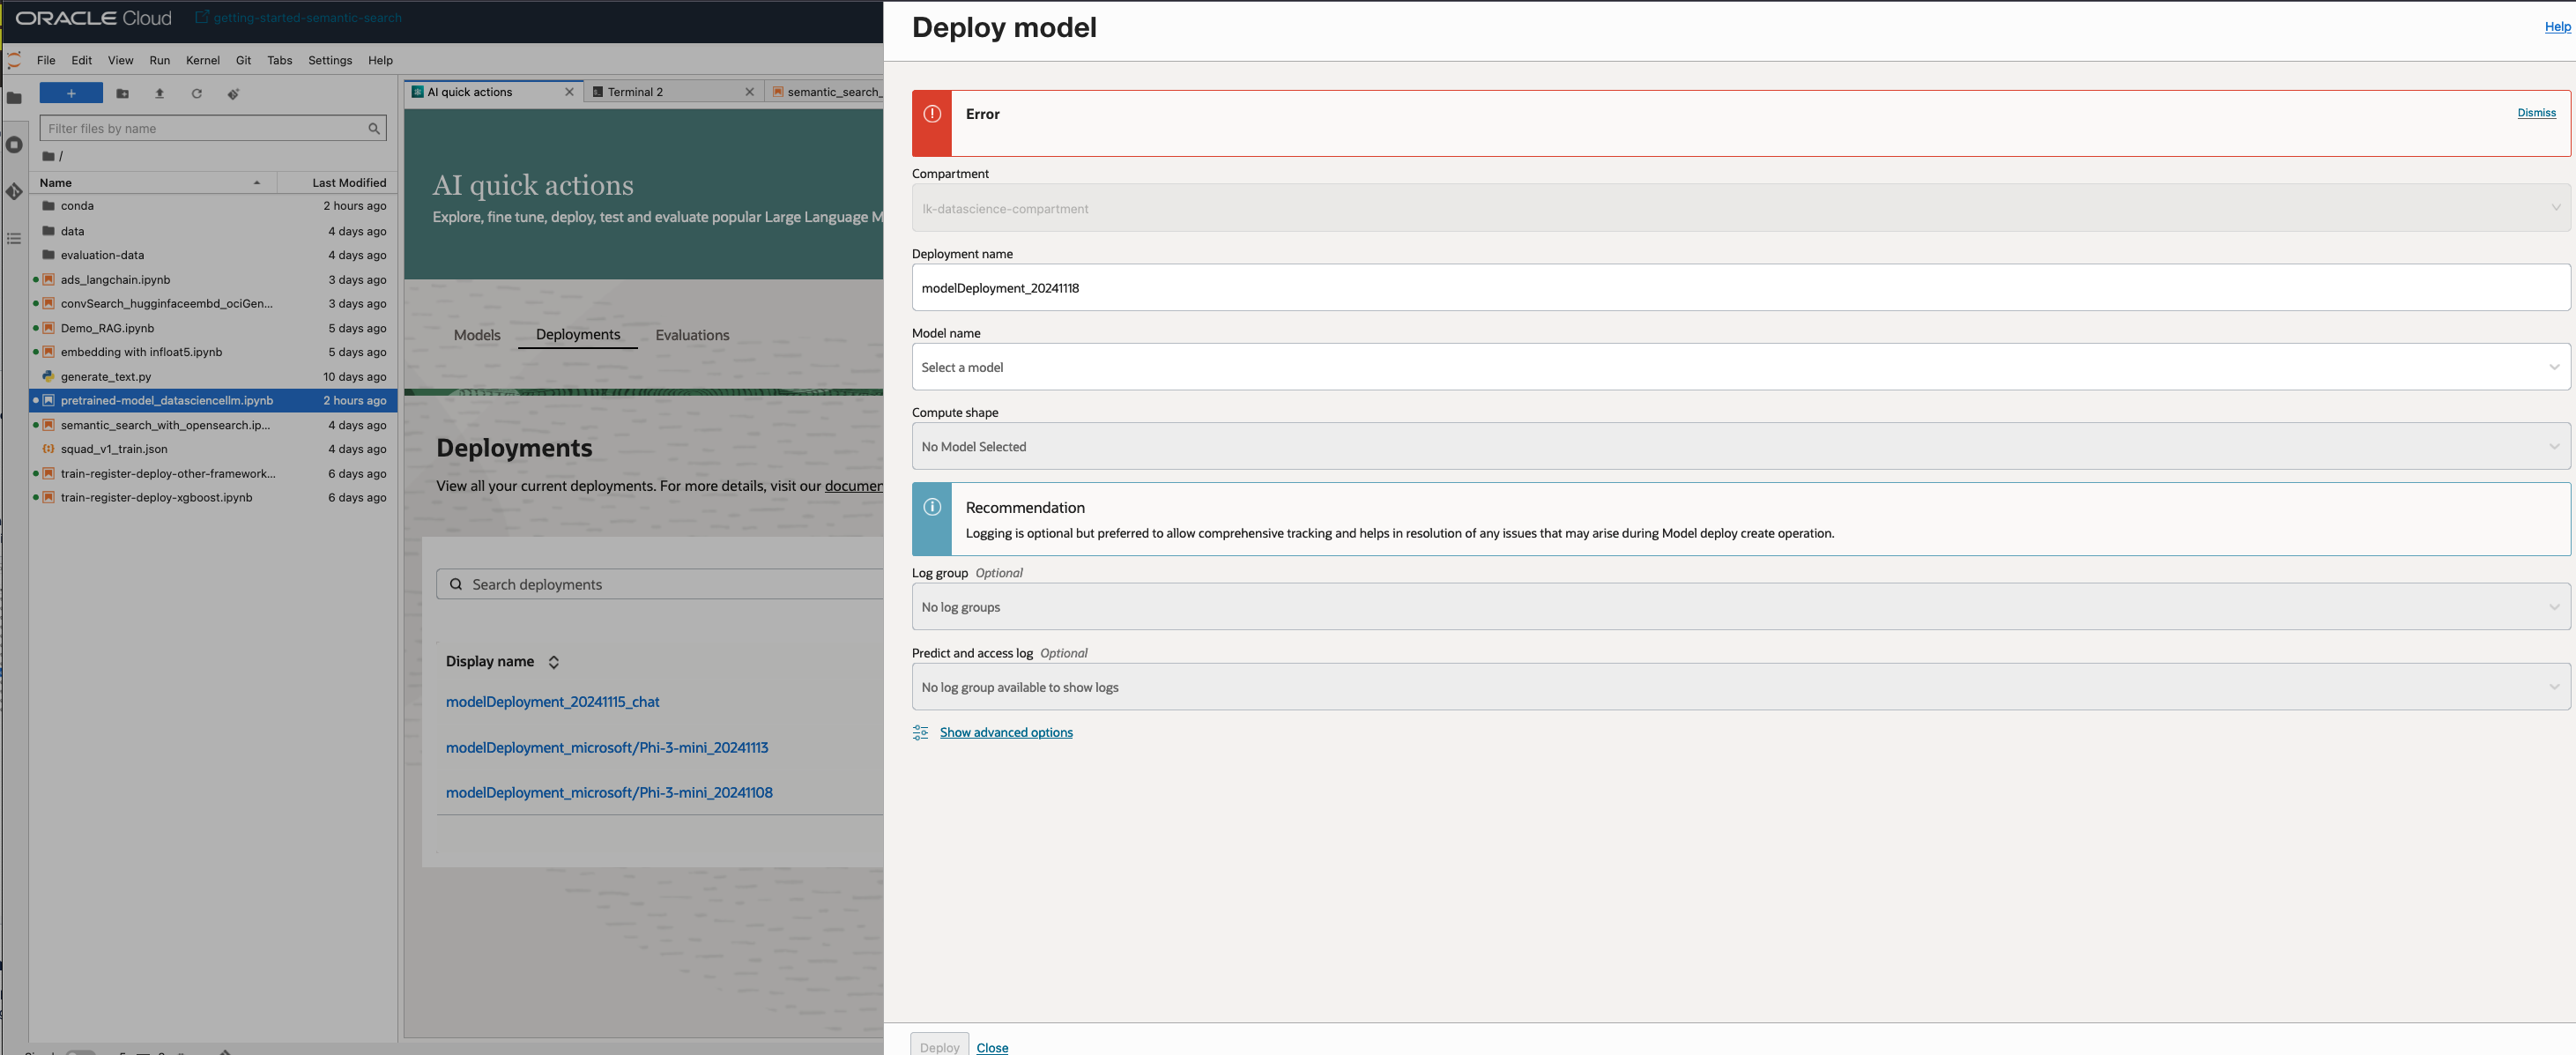 ORACLE Cloud
getting-started-semantic-search
File Edit View Run Kernel Git Tabs Settings Help
+
Filter files by name
/
Name Last Modified
conda 2 hours ago
data 4 days ago
evaluation-data 4 days ago
ads_langchain.ipynb 3 days ago
convSearch_hugginfaceembd_ociGen... 3 days ago
Demo_RAG.ipynb 5 days ago
embedding with infloat5.ipynb 5 days ago
generate_text.py 10 days ago
pretrained-model_datasciencellm.ipynb 2 hours ago
semantic_search_with_opensearch.ip... 4 days ago
squad_v1_train.json 4 days ago
train-register-deploy-other-framework... 6 days ago
train-register-deploy-xgboost.ipynb 6 days ago
AI quick actions
Terminal 2
semantic_search_
AI quick actions
Explore, fine tune, deploy, test and evaluate popular Large Language M
Models Deployments Evaluations
Deployments
View all your current deployments. For more details, visit our documen
Search deployments
Display name
modelDeployment_20241115_chat
modelDeployment_microsoft/Phi-3-mini_20241113
modelDeployment_microsoft/Phi-3-mini_20241108
Deploy model
Help
Error
Dismiss
Compartment
lk-datascience-compartment
Deployment name
modelDeployment_20241118
Model name
Select a model
Compute shape
No Model Selected
Recommendation
Logging is optional but preferred to allow comprehensive tracking and helps in resolution of any issues that may arise during Model deploy create operation.
Log group Optional
No log groups
Predict and access log Optional
No log group available to show logs
Show advanced options
Deploy Close